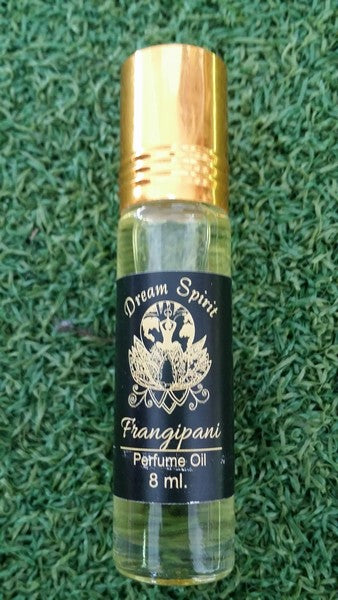 Dream Spirit
Frangipani
Perfume Oil
8 ml.